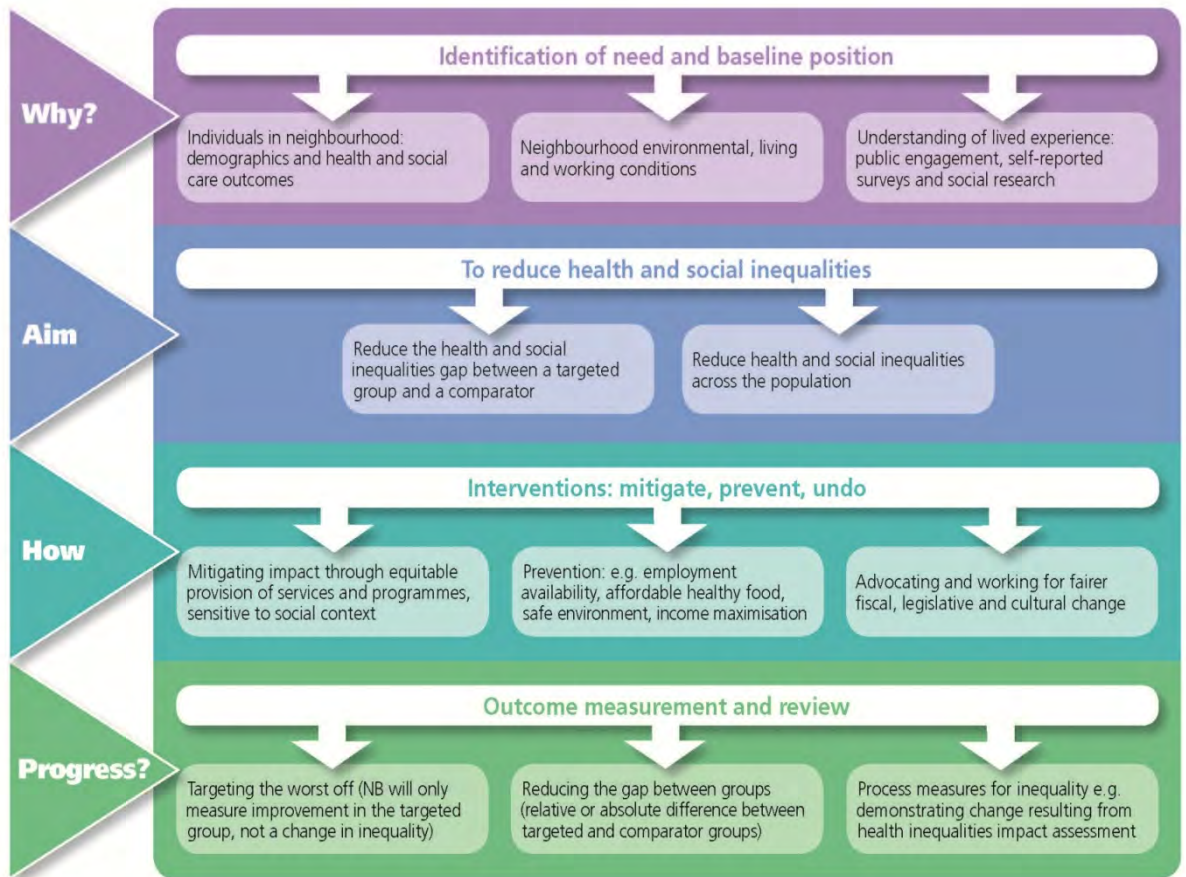 Why?
Identification of need and baseline position
Individuals in neighbourhood:
demographics and health and social
care outcomes
Neighbourhood environmental, living
and working conditions
Understanding of lived experience:
public engagement, self-reported
surveys and social research
Aim
To reduce health and social inequalities
Reduce the health and social
inequalities gap between a targeted
group and a comparator
Reduce health and social inequalities
across the population
How
Interventions: mitigate, prevent, undo
Mitigating impact through equitable
provision of services and programmes,
sensitive to social context
Prevention: e.g. employment
availability, affordable healthy food,
safe environment, income maximisation
Advocating and working for fairer
fiscal, legislative and cultural change
Progress?
Outcome measurement and review
Targeting the worst off (NB will only
measure improvement in the targeted
group, not a change in inequality)
Reducing the gap between groups
(relative or absolute difference between
targeted and comparator groups)
Process measures for inequality e.g.
demonstrating change resulting from
health inequalities impact assessment